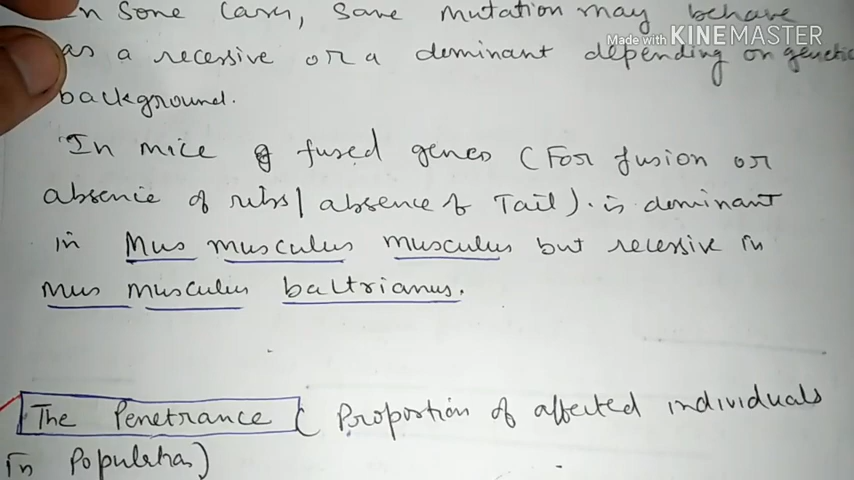 In some cases, same mutation may behave
Made with KINEMASTER
as a recessive or a dominant depending on genetic
background.
In mice fused genes (For fusion or
absence of ribs/ absence of Tail). is dominant
in Mus musculus musculus but recessive in
mus musculus baltrianus.
The Penetrance ( Proportion of affected individuals
in Population)